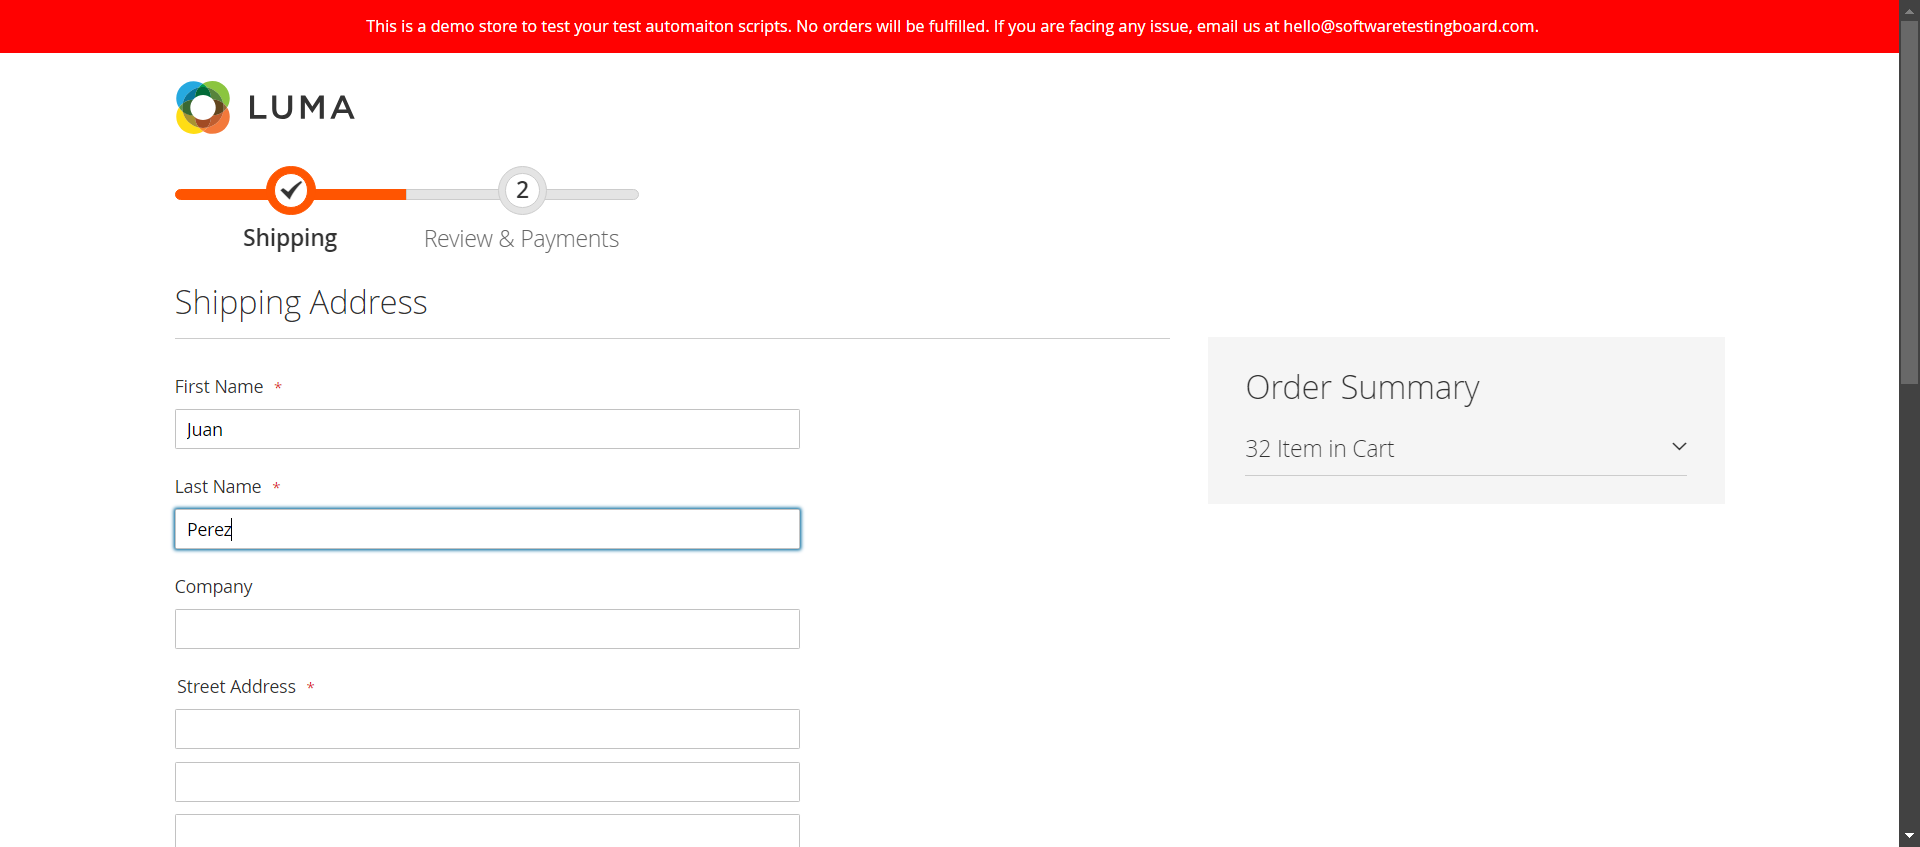 This is a demo store to test your test automaiton scripts. No orders will be fulfilled. If you are facing any issue, email us at hello@softwaretestingboard.com.
LUMA
2
Shipping
Review & Payments
Shipping Address
First Name *
Juan
Last Name *
Perez
Company
Street Address *
Order Summary
32 Item in Cart